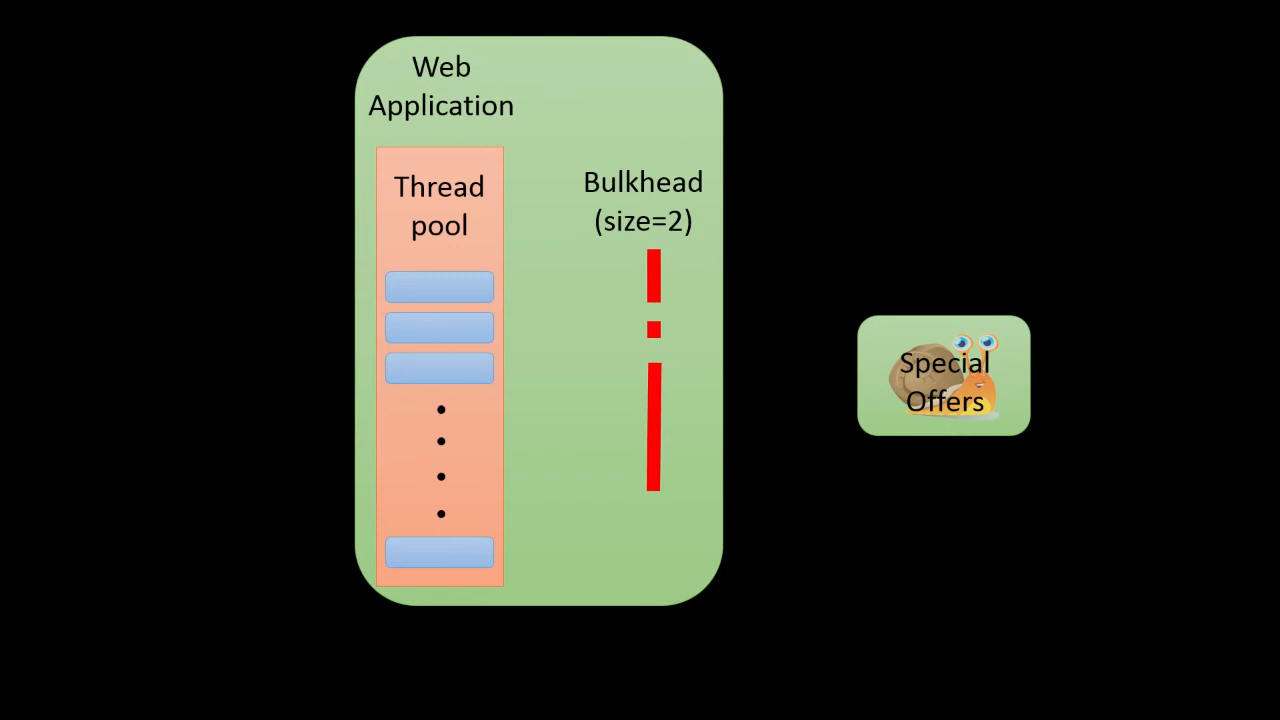 Web
Application
Thread
pool
Bulkhead
(size=2)
Special
Offers